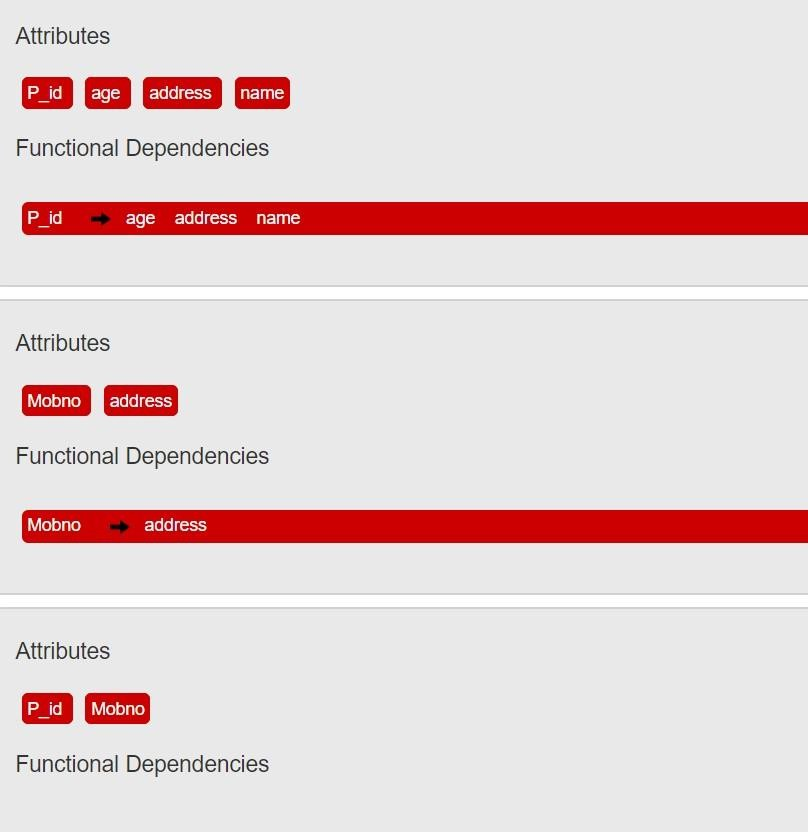 Attributes
P_id age address name
Functional Dependencies
P_id age address name
Attributes
Mobno address
Functional Dependencies
Mobno address
Attributes
P_id Mobno
Functional Dependencies